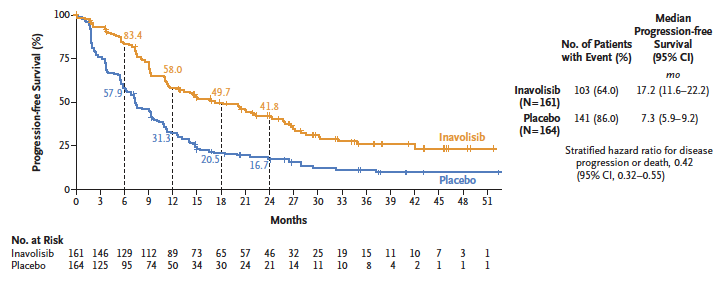 Progression-free Survival (%)
100
75
50
25
0
83.4
58.0
49.7
41.8
57.9
31.3
20.5
16.7
Inavolisib
Placebo
0 3 6 9 12 15 18 21 24 27 30 33 36 39 42 45 48 51
Months
No. at Risk
Inavolisib 161 146 129 112 89 73 65 57 46 32 25 19 15 11 10 7 3 1
Placebo 164 125 95 74 50 34 30 24 21 14 11 10 8 4 2 1 1 1
No. of Patients
with Event (%)
Median
Progression-free
Survival
(95% CI)
mo
Inavolisib
(N=161)
103 (64.0) 17.2 (11.6–22.2)
Placebo
(N=164)
141 (86.0) 7.3 (5.9–9.2)
Stratified hazard ratio for disease
progression or death, 0.42
(95% CI, 0.32–0.55)